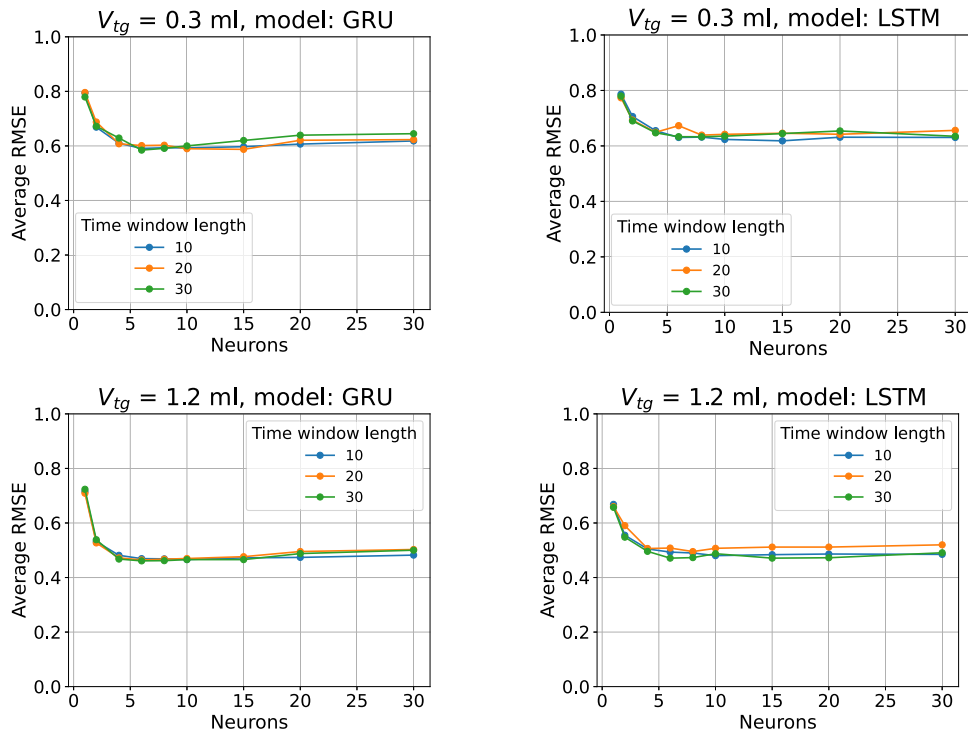 V_tg = 0.3 ml, model: GRU
1.0
0.8
0.6
0.4
0.2
0.0
Average RMSE
Time window length
10
20
30
0 5 10 15 20 25 30
Neurons
V_tg = 0.3 ml, model: LSTM
1.0
0.8
0.6
0.4
0.2
0.0
Average RMSE
Time window length
10
20
30
0 5 10 15 20 25 30
Neurons
V_tg = 1.2 ml, model: GRU
1.0
0.8
0.6
0.4
0.2
0.0
Average RMSE
Time window length
10
20
30
0 5 10 15 20 25 30
Neurons
V_tg = 1.2 ml, model: LSTM
1.0
0.8
0.6
0.4
0.2
0.0
Average RMSE
Time window length
10
20
30
0 5 10 15 20 25 30
Neurons